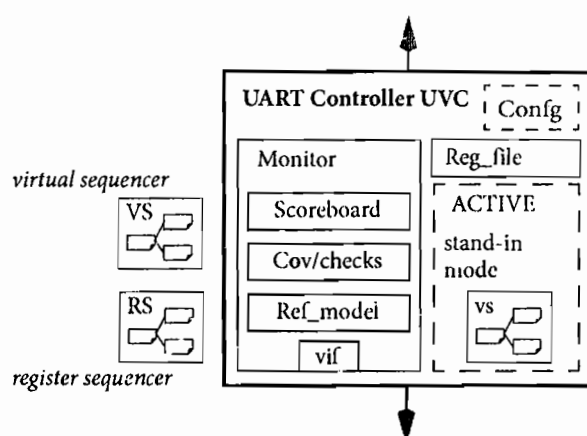 UART Controller UVC
Confg
Monitor
Reg_file
virtual sequencer
VS
Scoreboard
ACTIVE
stand-in
mode
Cov/checks
RS
Ref_model
vs
vif
register sequencer